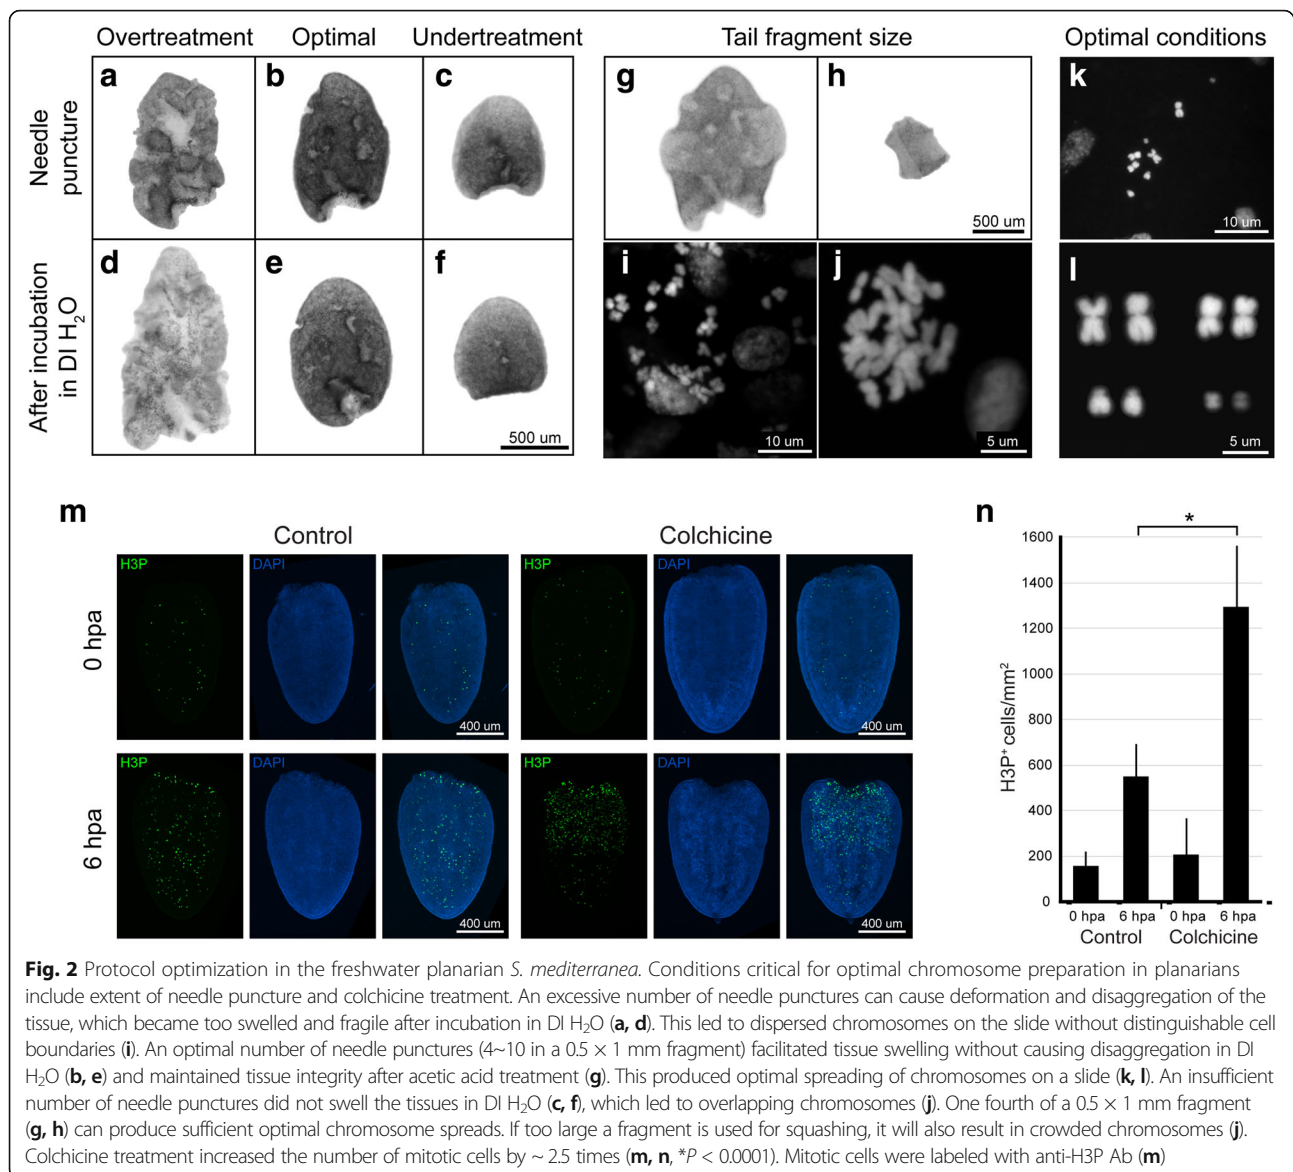 Overtreatment Optimal Undertreatment Tail fragment size Optimal conditions
Needle puncture
a b c g h k
500 um
10 um
After incubation in DI H₂O
d e f i j l
500 um
10 um
5 um
5 um
m
Control Colchicine
0 hpa
H3P DAPI H3P DAPI
400 um 400 um
6 hpa
H3P DAPI H3P DAPI
400 um 400 um
n
*
H3P⁺ cells/mm²
1600
1400
1200
1000
800
600
400
200
0
0 hpa 6 hpa 0 hpa 6 hpa
Control Colchicine
Fig. 2 Protocol optimization in the freshwater planarian S. mediterranea. Conditions critical for optimal chromosome preparation in planarians
include extent of needle puncture and colchicine treatment. An excessive number of needle punctures can cause deformation and disaggregation of the
tissue, which became too swelled and fragile after incubation in DI H₂O (a, d). This led to dispersed chromosomes on the slide without distinguishable cell
boundaries (i). An optimal number of needle punctures (4~10 in a 0.5 × 1 mm fragment) facilitated tissue swelling without causing disaggregation in DI
H₂O (b, e) and maintained tissue integrity after acetic acid treatment (g). This produced optimal spreading of chromosomes on a slide (k, l). An insufficient
number of needle punctures did not swell the tissues in DI H₂O (c, f), which led to overlapping chromosomes (j). One fourth of a 0.5 × 1 mm fragment
(g, h) can produce sufficient optimal chromosome spreads. If too large a fragment is used for squashing, it will also result in crowded chromosomes (j).
Colchicine treatment increased the number of mitotic cells by ~ 2.5 times (m, n, *P < 0.0001). Mitotic cells were labeled with anti-H3P Ab (m)